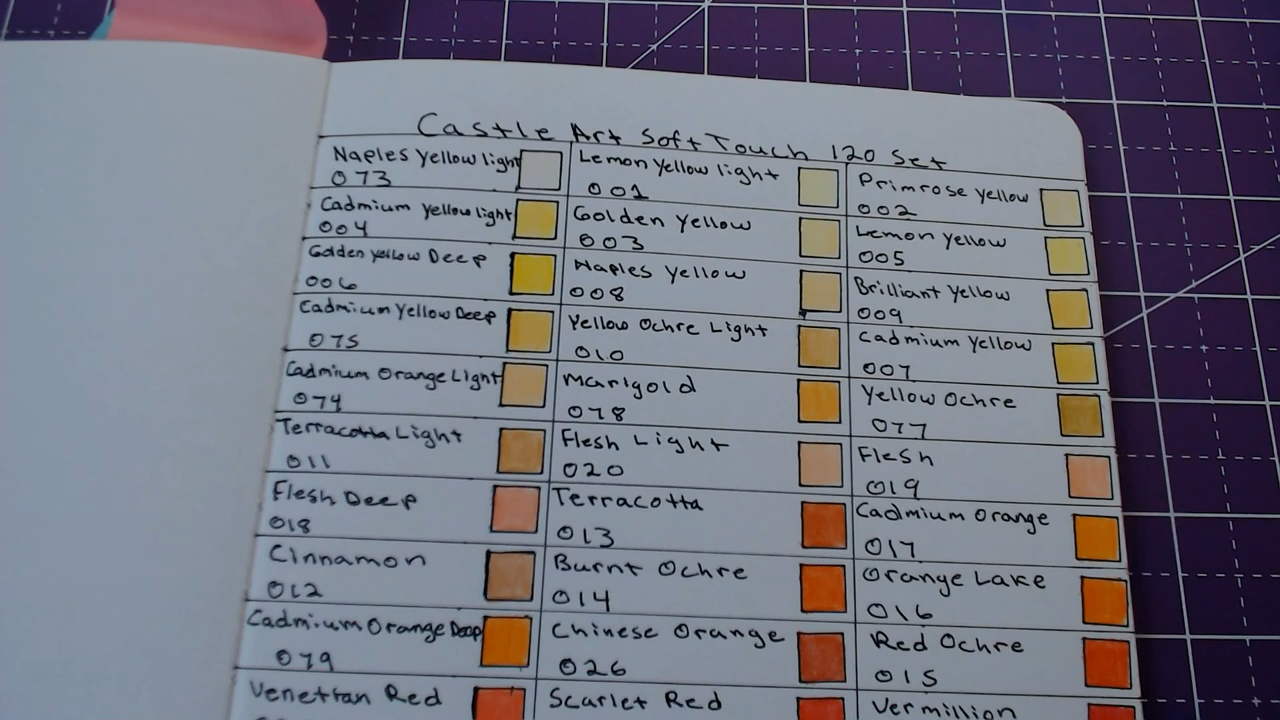 Castle Art Soft Touch 120 Set
Naples Yellow light
073
Lemon Yellow light
001
Primrose Yellow
002
Cadmium Yellow light
004
Golden Yellow
003
Lemon Yellow
005
Golden Yellow Deep
006
Naples Yellow
008
Brilliant Yellow
009
Cadmium Yellow Deep
075
Yellow Ochre Light
010
Cadmium Yellow
007
Cadmium Orange Light
074
Marigold
078
Yellow Ochre
077
Terracotta Light
011
Flesh Light
020
Flesh
019
Flesh Deep
018
Terracotta
013
Cadmium Orange
017
Cinnamon
012
Burnt Ochre
014
Orange Lake
016
Cadmium Orange Deep
079
Chinese Orange
026
Red Ochre
015
Venetian Red
Scarlet Red
Vermillion